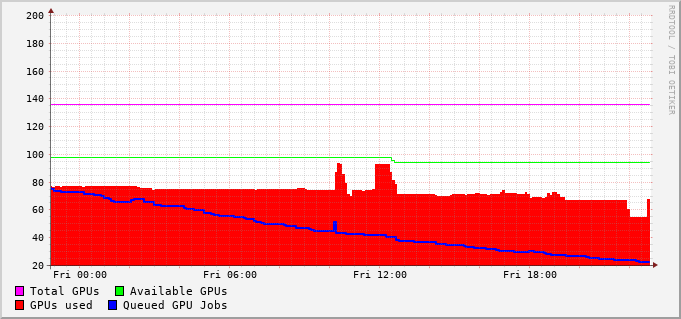 200
180
160
140
120
100
80
60
40
20
Fri 00:00 Fri 06:00 Fri 12:00 Fri 18:00
Total GPUs Available GPUs
GPUs used Queued GPU Jobs
RRDTOOL / TOBI OETIKER